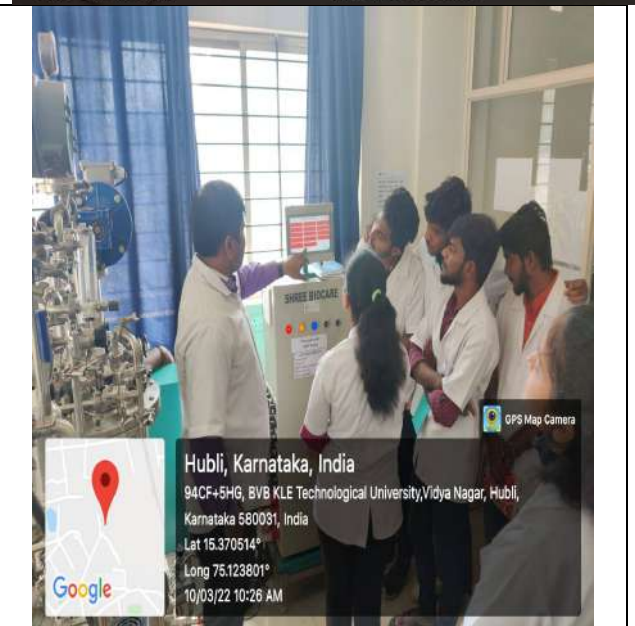 SHREE BIOCARE
GPS Map Camera
Hubli, Karnataka, India
94CF+5HG, BVB KLE Technological University,Vidya Nagar, Hubli,
Karnataka 580031, India
Lat 15.370514°
Long 75.123801°
10/03/22 10:26 AM
Google